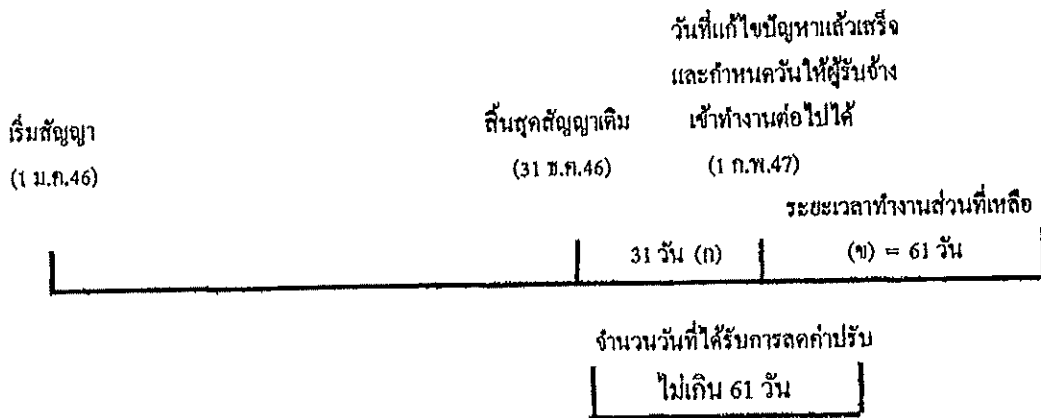 วันที่แก้ไขปัญหาแล้วเสร็จ
และกำหนดวันให้ผู้รับจ้าง
เริ่มสัญญา สิ้นสุดสัญญาเดิม เข้าทำงานต่อไปได้
(1 ม.ค.46) (31 ธ.ค.46) (1 ก.พ.47)
ระยะเวลาทำงานส่วนที่เหลือ
31 วัน (ก) (ข) = 61 วัน
จำนวนวันที่ได้รับการลดค่าปรับ
ไม่เกิน 61 วัน